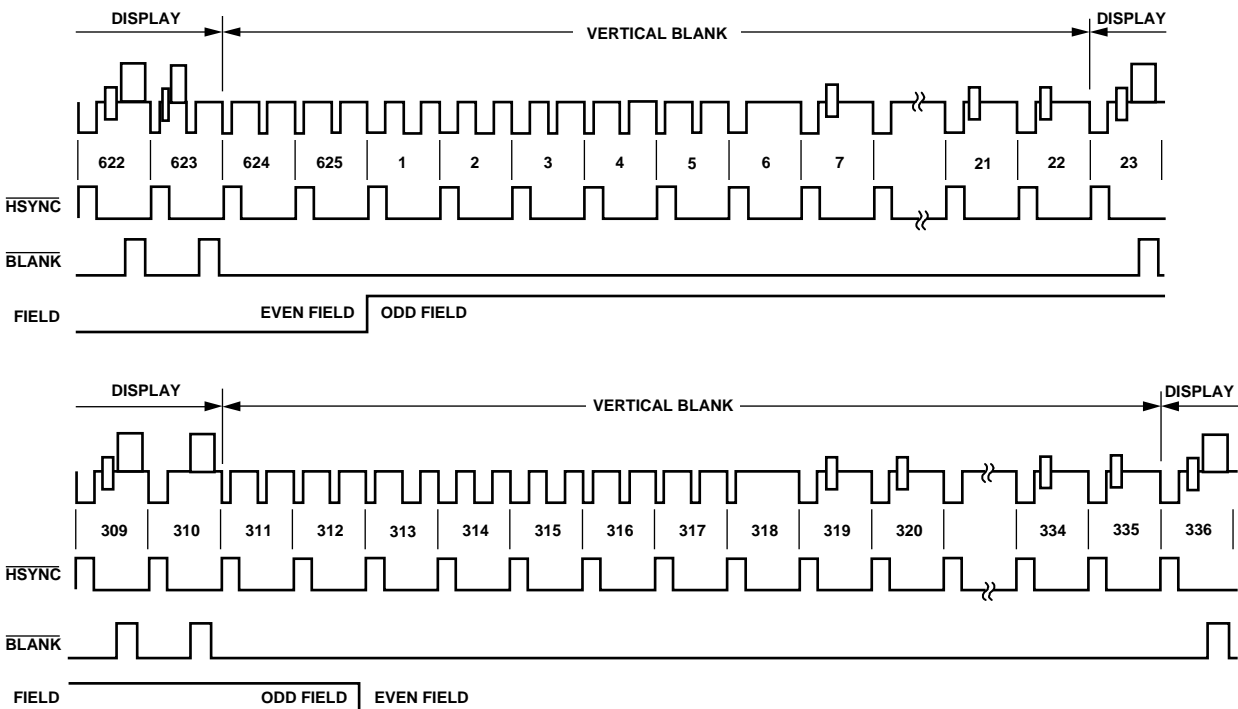 DISPLAY VERTICAL BLANK DISPLAY
622 623 624 625 1 2 3 4 5 6 7 21 22 23
HSYNC
BLANK
FIELD EVEN FIELD ODD FIELD
DISPLAY VERTICAL BLANK DISPLAY
309 310 311 312 313 314 315 316 317 318 319 320 334 335 336
HSYNC
BLANK
FIELD ODD FIELD EVEN FIELD